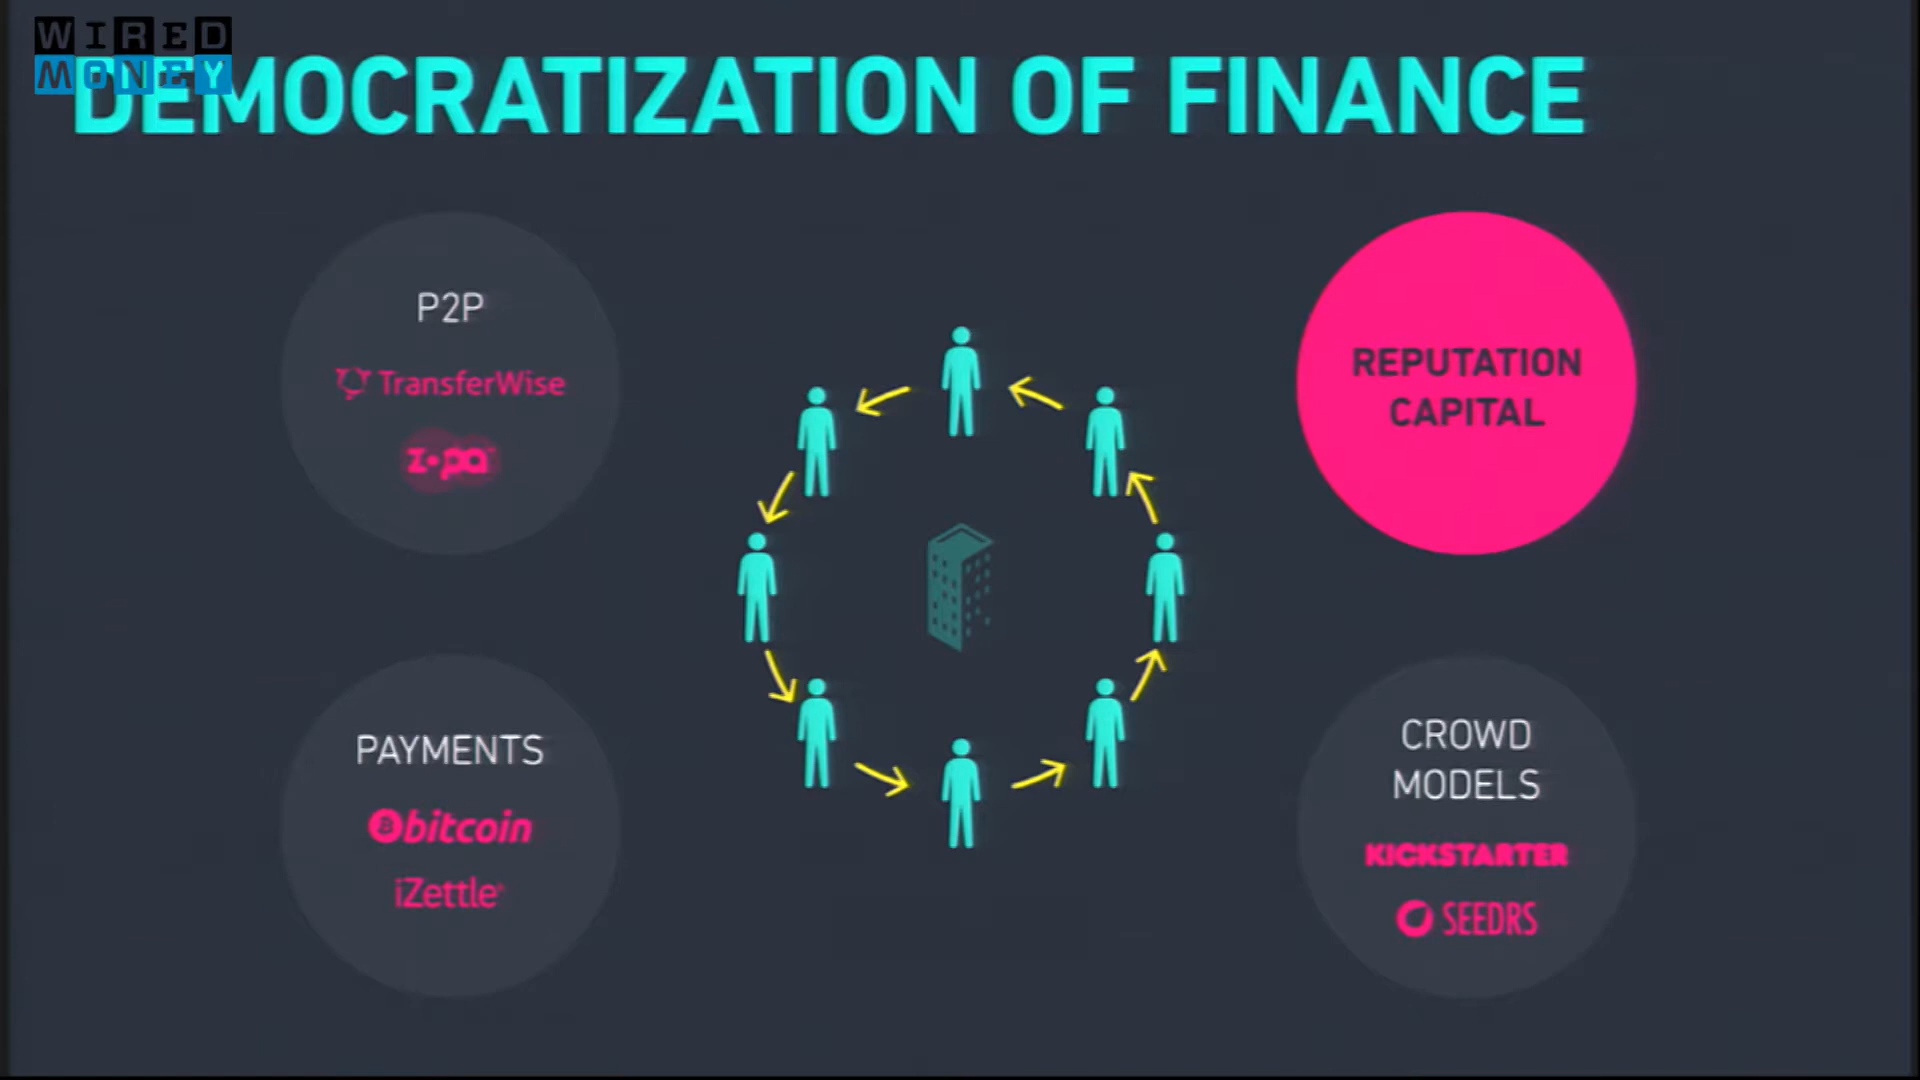 WIRED
MONEY
DEMOCRATIZATION OF FINANCE
P2P
TransferWise
zopa
REPUTATION
CAPITAL
PAYMENTS
bitcoin
iZettle
CROWD
MODELS
KICKSTARTER
SEEDRS